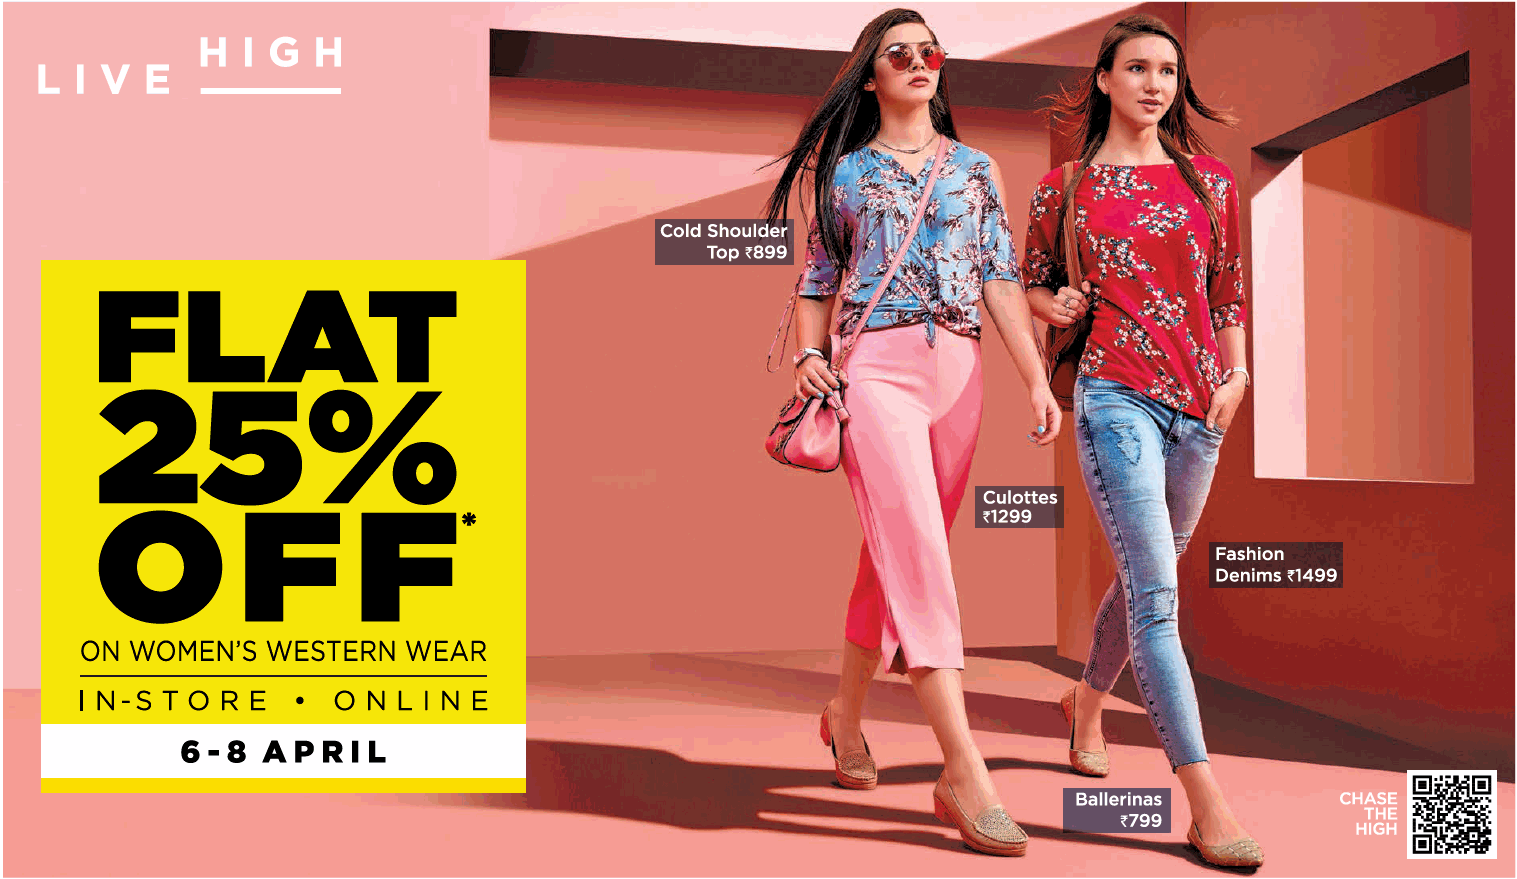 LIVE HIGH
FLAT
25%
OFF*
ON WOMEN'S WESTERN WEAR
IN-STORE • ONLINE
6-8 APRIL
Cold Shoulder
Top ₹899
Culottes
₹1299
Fashion
Denims ₹1499
Ballerinas
₹799
CHASE
THE
HIGH